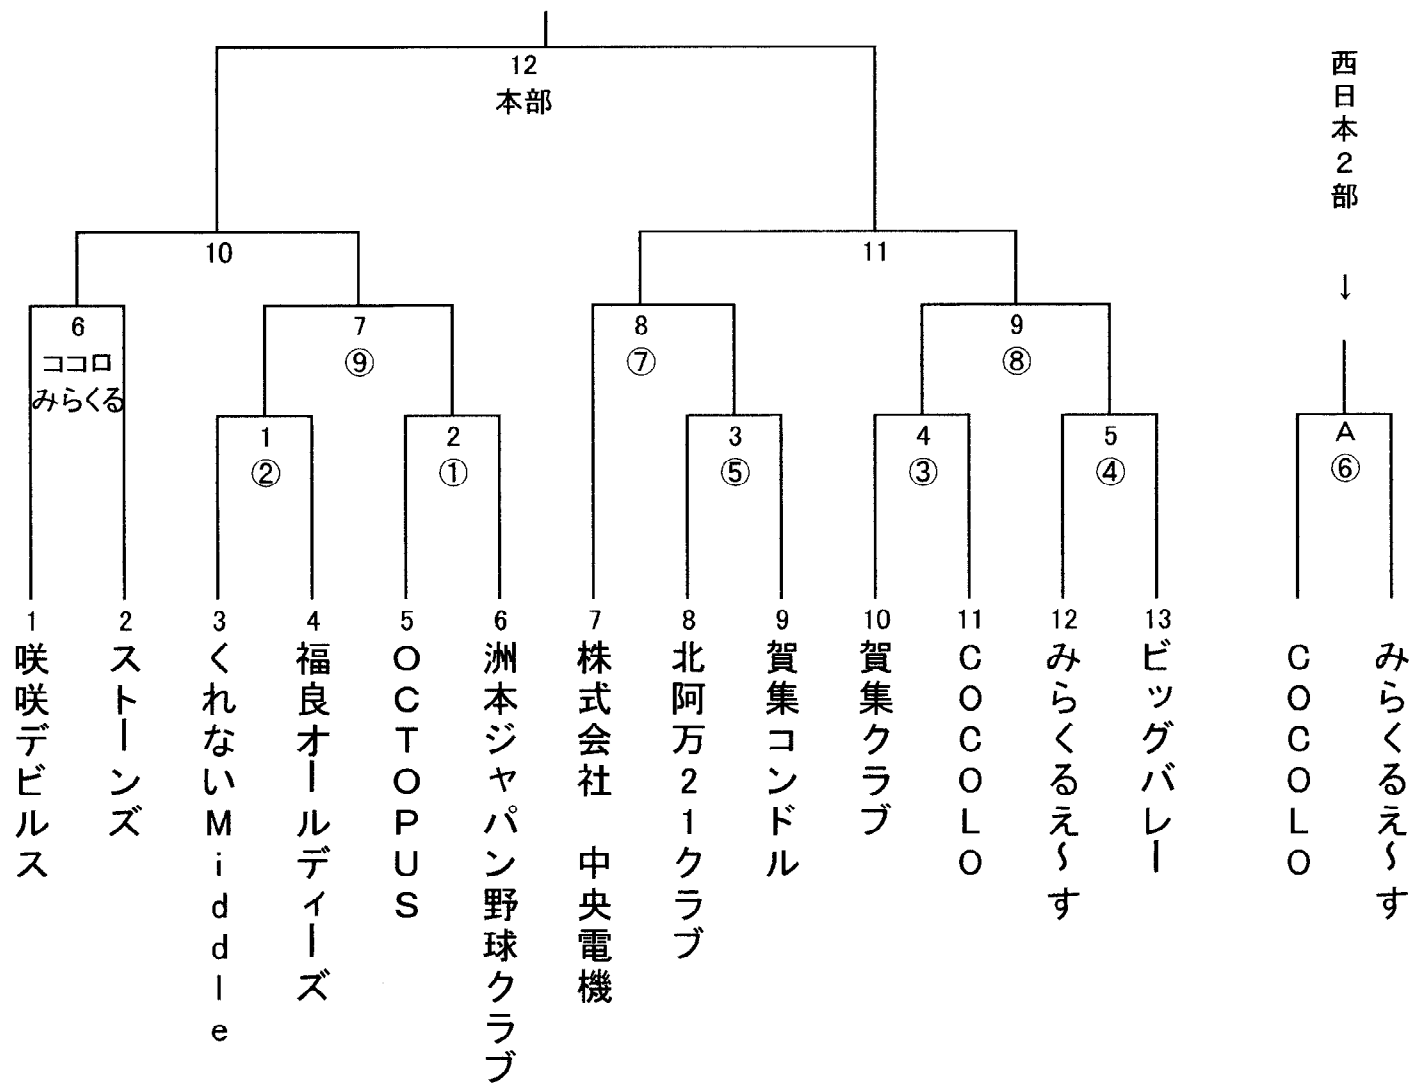 12
本部
西日本2部
↓
10
11
6
ココロ
みらくる
7
⑨
8
⑦
9
⑧
1
②
2
①
3
⑤
4
③
5
④
A
⑥
1
咲咲デビルス
2
ストーンズ
3
くれないMiddle
4
福良オールディーズ
5
OCTOPUS
6
洲本ジャパン野球クラブ
7
株式会社 中央電機
8
北阿万21クラブ
9
賀集コンドル
10
賀集クラブ
11
COCOLO
12
みらくるえ～す
13
ビッグバレー
COCOLO
みらくるえ～す